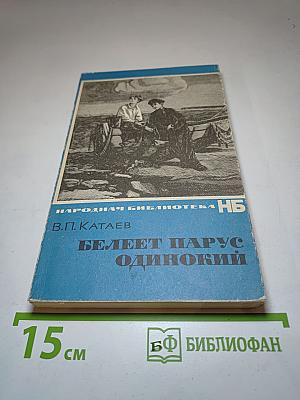 НАРОДНАЯ БИБЛИОТЕКА НБ
В.П.КАТАЕВ
БЕЛЕЕТ ПАРУС
ОДИНОКИЙ
15 см
БФ БИБЛИОФАН